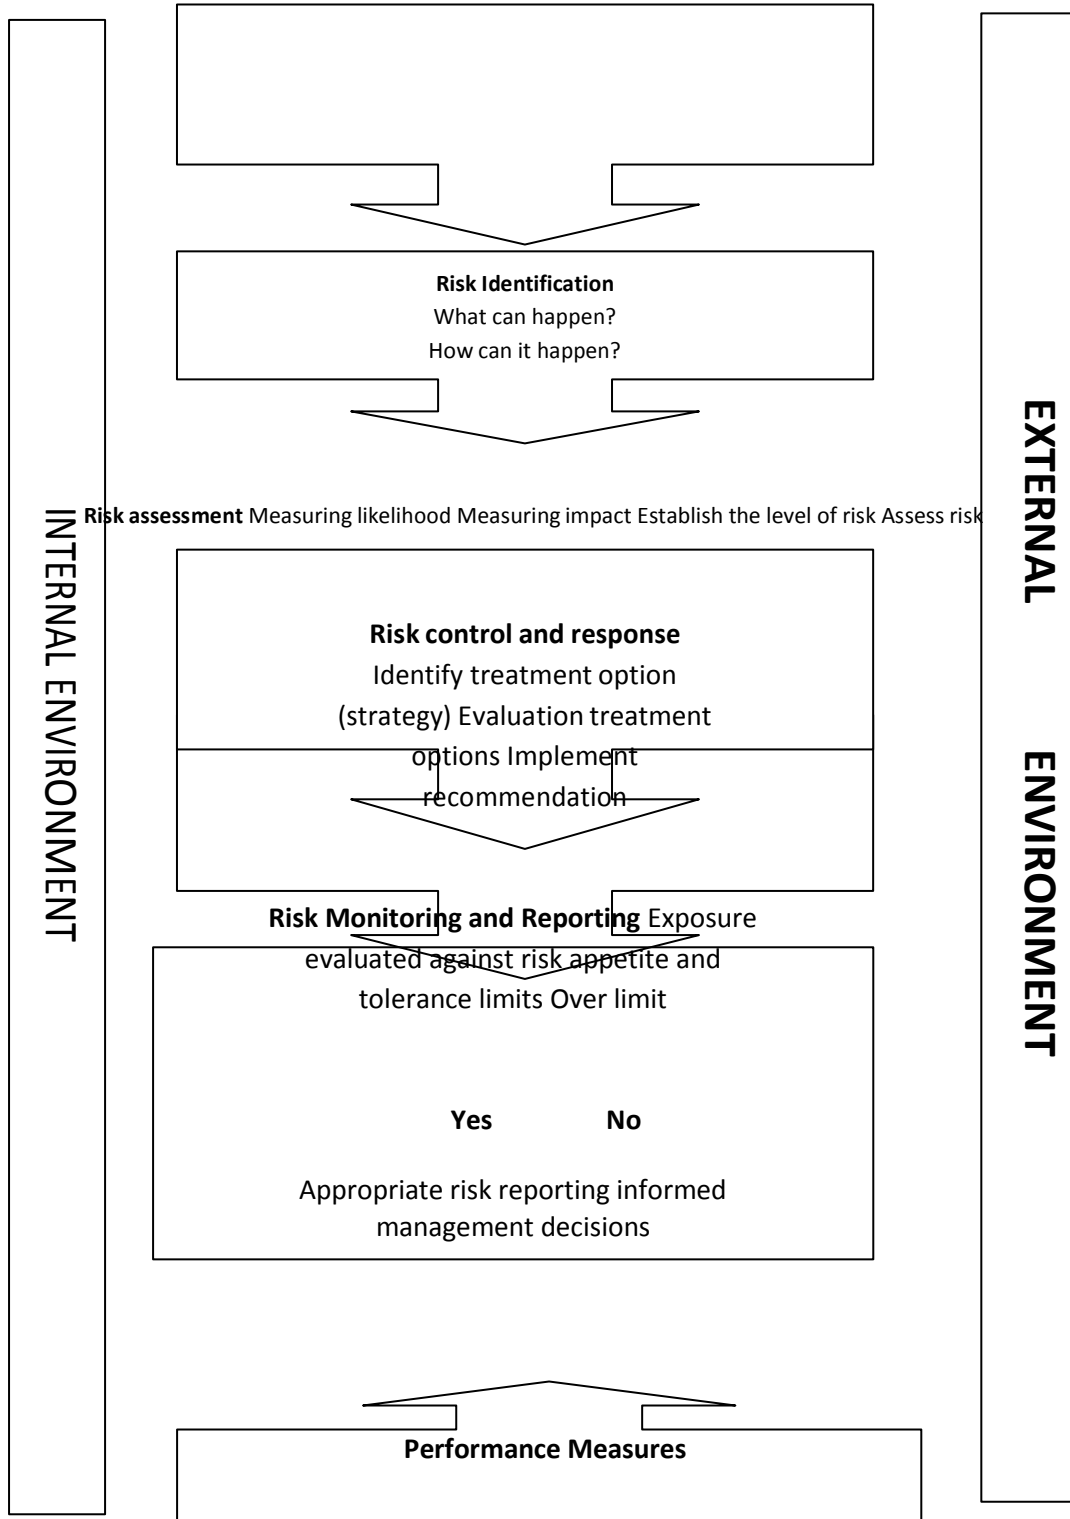 Risk Identification
What can happen?
How can it happen?
Risk assessment Measuring likelihood Measuring impact Establish the level of risk Assess risk
INTERNAL ENVIRONMENT
EXTERNAL ENVIRONMENT
Risk control and response
Identify treatment option
(strategy) Evaluation treatment
options Implement
recommendation
Risk Monitoring and Reporting Exposure
evaluated against risk appetite and
tolerance limits Over limit
Yes No
Appropriate risk reporting informed
management decisions
Performance Measures